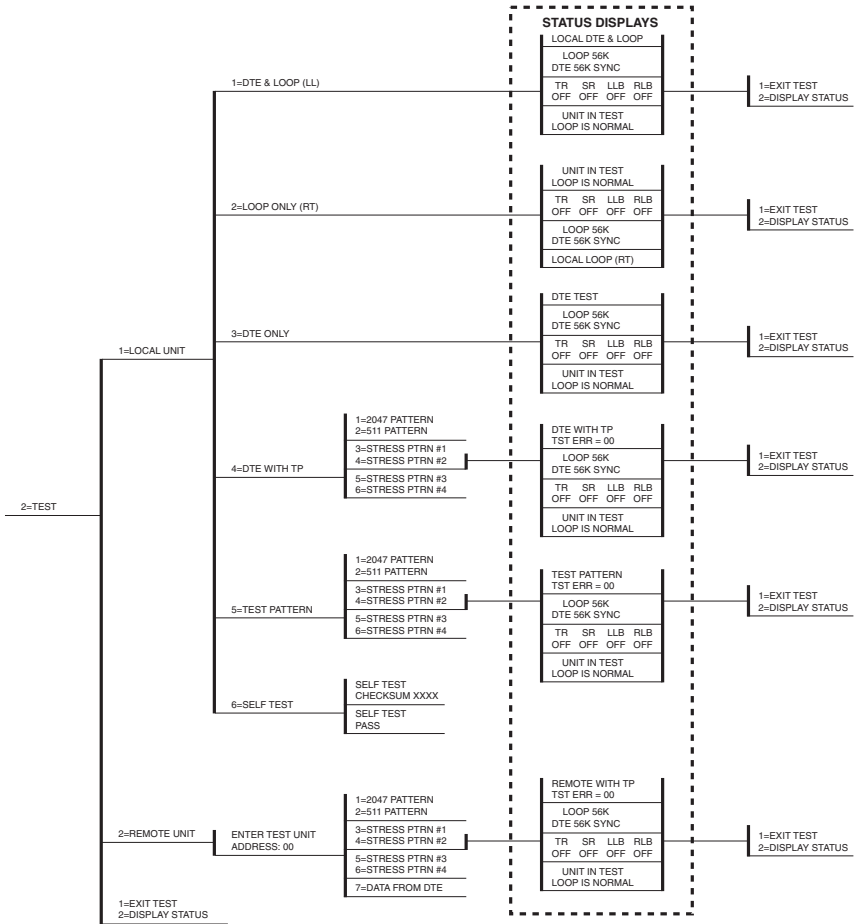 STATUS DISPLAYS
LOCAL DTE & LOOP
LOOP 56K
DTE 56K SYNC
TR SR LLB RLB
OFF OFF OFF OFF
UNIT IN TEST
LOOP IS NORMAL
1=DTE & LOOP (LL)
1=EXIT TEST
2=DISPLAY STATUS
2=LOOP ONLY (RT)
UNIT IN TEST
LOOP IS NORMAL
TR SR LLB RLB
OFF OFF OFF OFF
LOOP 56K
DTE 56K SYNC
LOCAL LOOP (RT)
1=EXIT TEST
2=DISPLAY STATUS
3=DTE ONLY
DTE TEST
LOOP 56K
DTE 56K SYNC
TR SR LLB RLB
OFF OFF OFF OFF
UNIT IN TEST
LOOP IS NORMAL
1=EXIT TEST
2=DISPLAY STATUS
1=LOCAL UNIT
4=DTE WITH TP
1=2047 PATTERN
2=511 PATTERN
3=STRESS PTRN #1
4=STRESS PTRN #2
5=STRESS PTRN #3
6=STRESS PTRN #4
DTE WITH TP
TST ERR = 00
LOOP 56K
DTE 56K SYNC
TR SR LLB RLB
OFF OFF OFF OFF
UNIT IN TEST
LOOP IS NORMAL
1=EXIT TEST
2=DISPLAY STATUS
2=TEST
5=TEST PATTERN
1=2047 PATTERN
2=511 PATTERN
3=STRESS PTRN #1
4=STRESS PTRN #2
5=STRESS PTRN #3
6=STRESS PTRN #4
TEST PATTERN
TST ERR = 00
LOOP 56K
DTE 56K SYNC
TR SR LLB RLB
OFF OFF OFF OFF
UNIT IN TEST
LOOP IS NORMAL
1=EXIT TEST
2=DISPLAY STATUS
6=SELF TEST
SELF TEST
CHECKSUM XXXX
SELF TEST
PASS
2=REMOTE UNIT
ENTER TEST UNIT
ADDRESS: 00
1=2047 PATTERN
2=511 PATTERN
3=STRESS PTRN #1
4=STRESS PTRN #2
5=STRESS PTRN #3
6=STRESS PTRN #4
7=DATA FROM DTE
REMOTE WITH TP
TST ERR = 00
LOOP 56K
DTE 56K SYNC
TR SR LLB RLB
OFF OFF OFF OFF
UNIT IN TEST
LOOP IS NORMAL
1=EXIT TEST
2=DISPLAY STATUS
1=EXIT TEST
2=DISPLAY STATUS